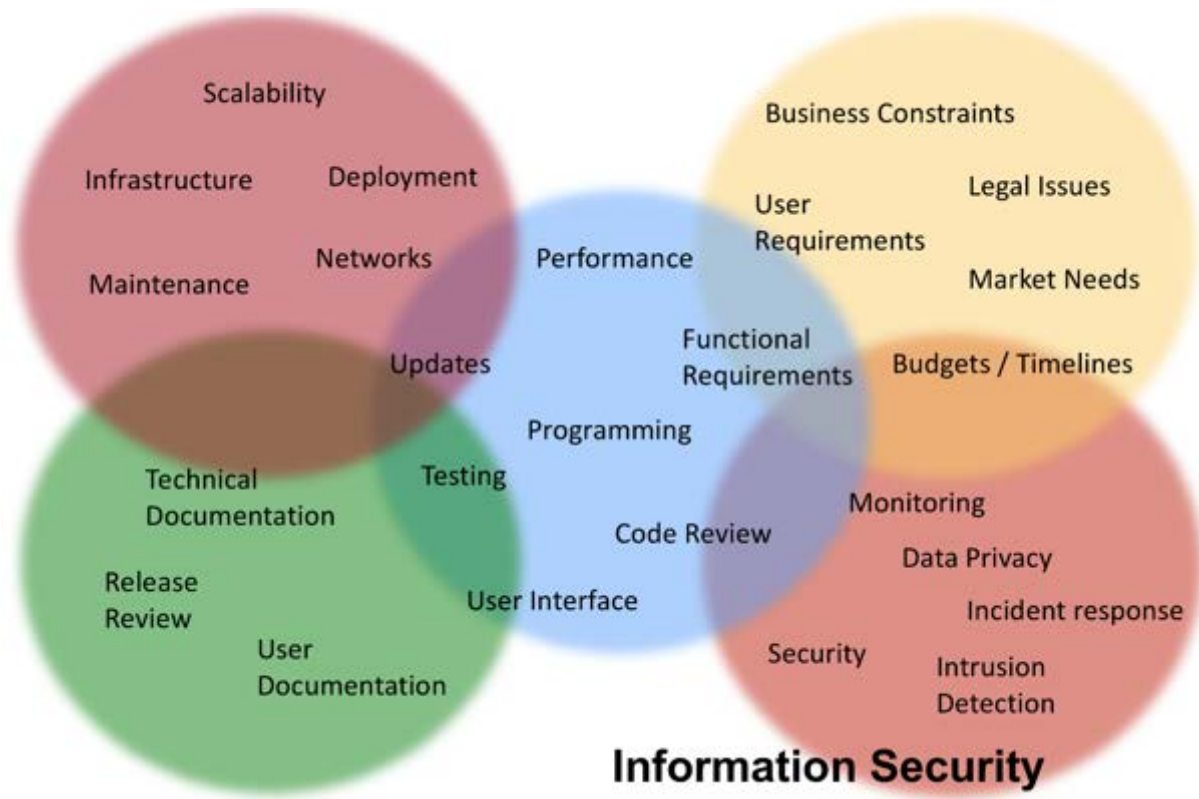 Scalability
Infrastructure
Deployment
Networks
Maintenance
Updates
Business Constraints
Legal Issues
User
Requirements
Market Needs
Budgets / Timelines
Performance
Functional
Requirements
Programming
Testing
Code Review
User Interface
Technical
Documentation
Release
Review
User
Documentation
Monitoring
Data Privacy
Incident response
Security
Intrusion
Detection
Information Security